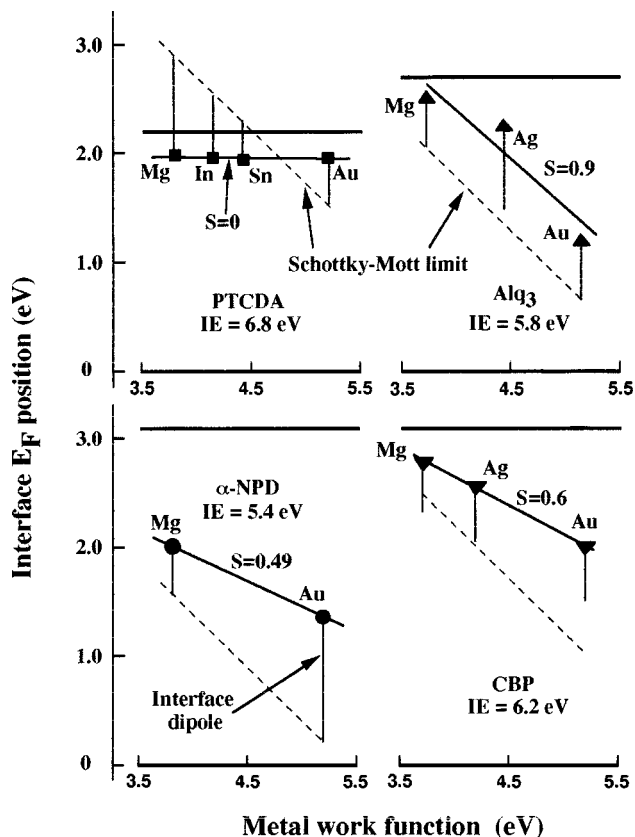 3.0
2.0
1.0
0
Mg
In
Sn
Au
S=0
Schottky-Mott limit
PTCDA
IE = 6.8 eV
3.5
4.5
5.5
Mg
Ag
S=0.9
Au
Alq3
IE = 5.8 eV
3.5
4.5
5.5
Interface EF position (eV)
3.0
2.0
1.0
0
α-NPD
IE = 5.4 eV
Mg
S=0.49
Au
Interface
dipole
3.5
4.5
5.5
Mg
Ag
S=0.6
Au
CBP
IE = 6.2 eV
3.5
4.5
5.5
Metal work function (eV)